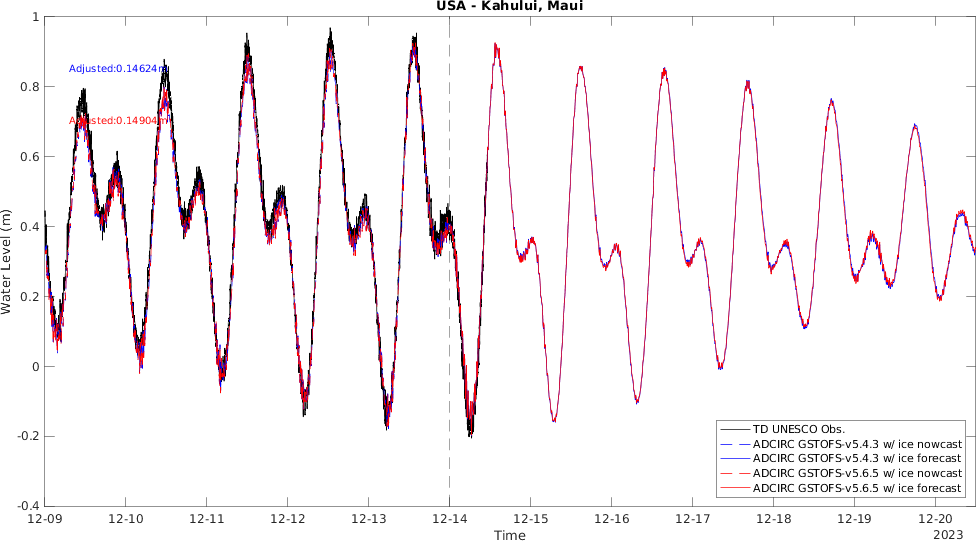 USA - Kahului, Maui
Water Level (m)
1
0.8
0.6
0.4
0.2
0
-0.2
-0.4
Adjusted:0.14624m
Adjusted:0.14904m
TD UNESCO Obs.
ADCIRC GSTOFS-v5.4.3 w/ ice nowcast
ADCIRC GSTOFS-v5.4.3 w/ ice forecast
ADCIRC GSTOFS-v5.6.5 w/ ice nowcast
ADCIRC GSTOFS-v5.6.5 w/ ice forecast
12-09 12-10 12-11 12-12 12-13 12-14 12-15 12-16 12-17 12-18 12-19 12-20
Time
2023